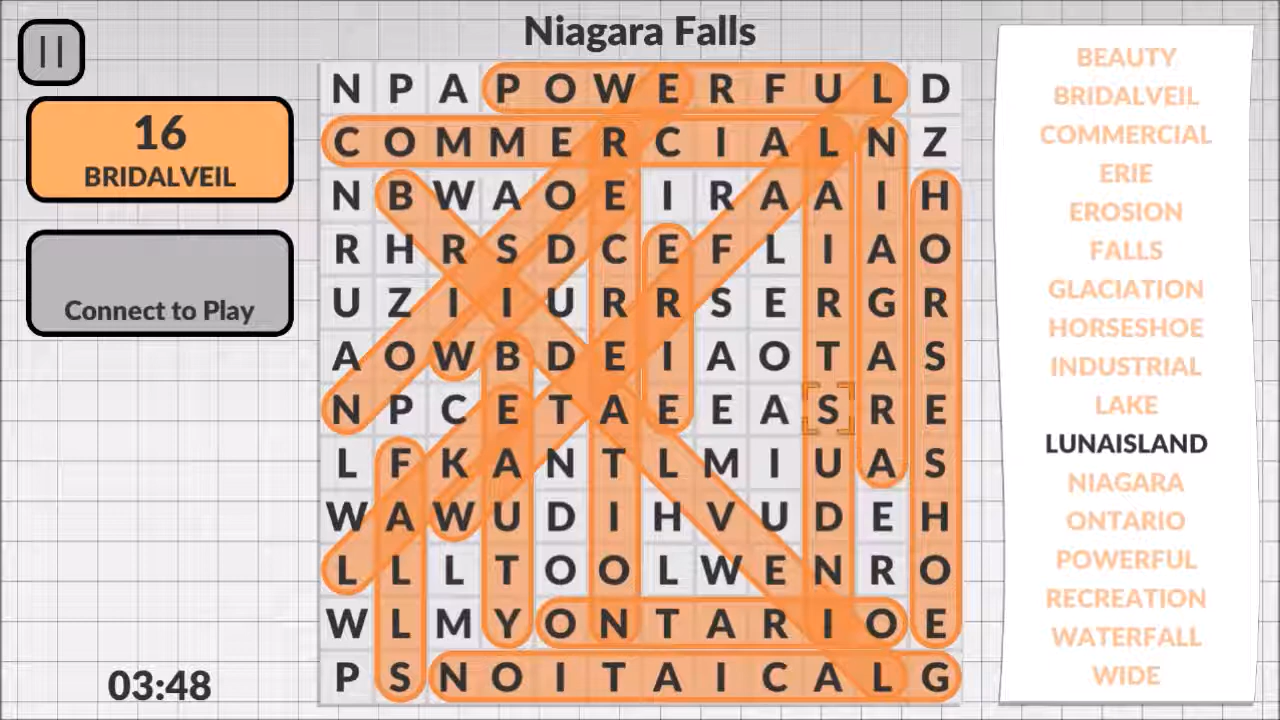 Niagara Falls
16
BRIDALVEIL
Connect to Play
03:48
N P A P O W E R F U L D
C O M M E R C I A L N Z
N B W A O E I R A A I H
R H R S D C E F L I A O
U Z I I U R R S E R G R
A O W B D E I A O T A S
N P C E T A E E A S R E
L F K A N T L M I U A S
W A W U D I H V U D E H
L L L T O O L W E N R O
W L M Y O N T A R I O E
P S N O I T A I C A L G
BEAUTY
BRIDALVEIL
COMMERCIAL
ERIE
EROSION
FALLS
GLACIATION
HORSESHOE
INDUSTRIAL
LAKE
LUNAISLAND
NIAGARA
ONTARIO
POWERFUL
RECREATION
WATERFALL
WIDE